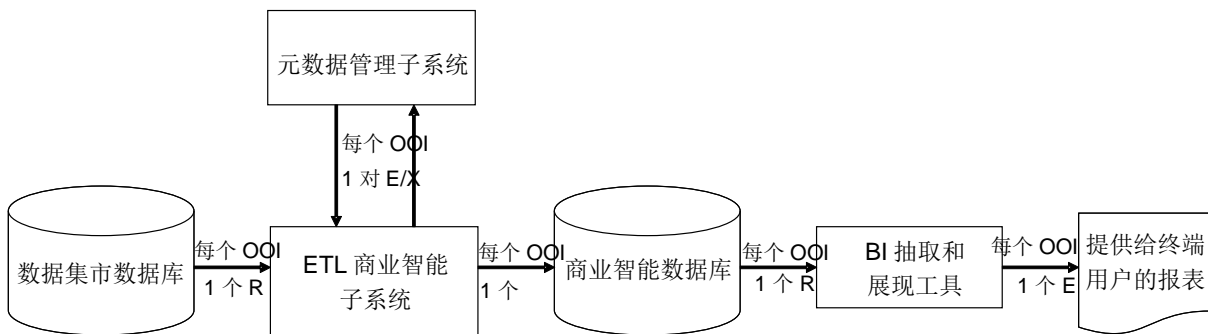 元数据管理子系统
每个 OOI
1 对 E/X
数据集市数据库
每个 OOI
1 个 R
ETL 商业智能
子系统
每个 OOI
1 个
商业智能数据库
每个 OOI
1 个 R
BI 抽取和
展现工具
每个 OOI
1 个 E
提供给终端
用户的报表